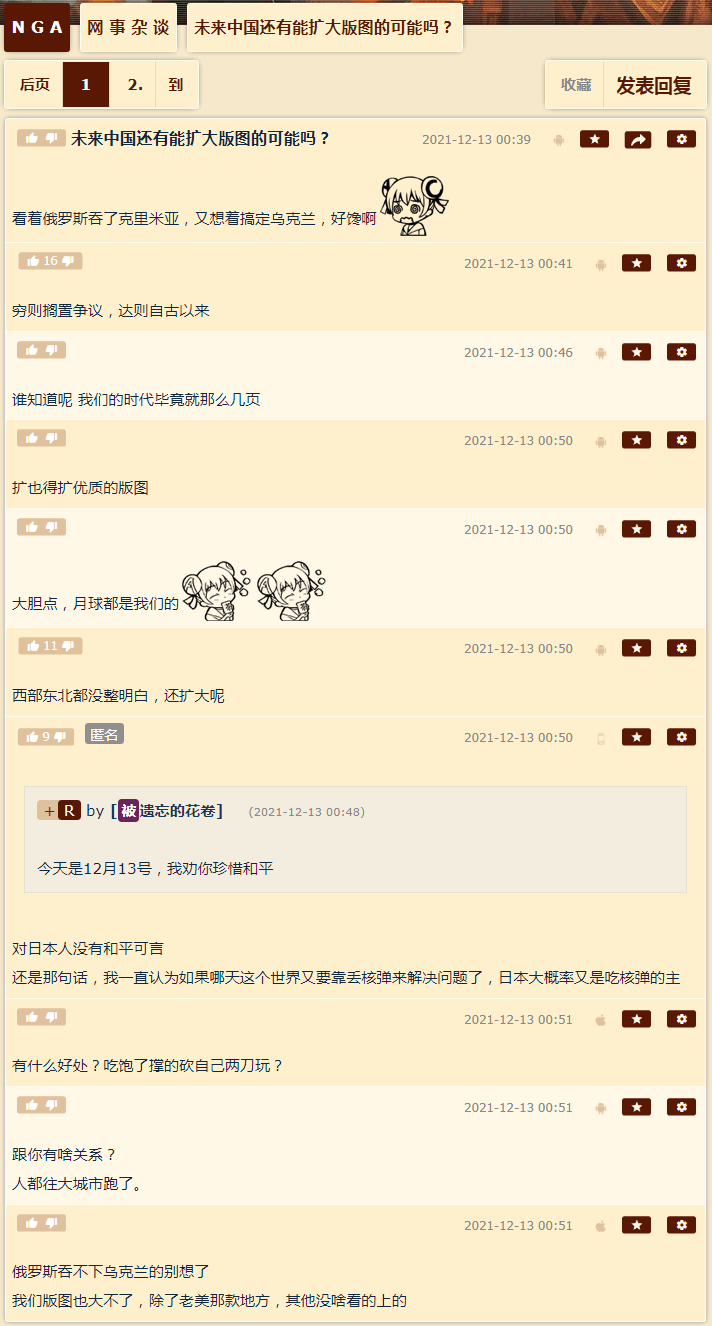 NGA 网事杂谈 未来中国还有能扩大版图的可能吗？
后页 1 2. 到 收藏 发表回复
未来中国还有能扩大版图的可能吗？ 2021-12-13 00:39
看着俄罗斯吞了克里米亚，又想着搞定乌克兰，好馋啊
16 2021-12-13 00:41
穷则搁置争议，达则自古以来
2021-12-13 00:46
谁知道呢 我们的时代毕竟就那么几页
2021-12-13 00:50
扩也得扩优质的版图
2021-12-13 00:50
大胆点，月球都是我们的
11 2021-12-13 00:50
西部东北都没整明白，还扩大呢
9 匿名 2021-12-13 00:50
+ R by [被遗忘的花卷] (2021-12-13 00:48)
今天是12月13号，我劝你珍惜和平
对日本人没有和平可言
还是那句话，我一直认为如果哪天这个世界又要靠丢核弹来解决问题了，日本大概率又是吃核弹的主
2021-12-13 00:51
有什么好处？吃饱了撑的砍自己两刀玩？
2021-12-13 00:51
跟你有啥关系？
人都往大城市跑了。
2021-12-13 00:51
俄罗斯吞不下乌克兰的别想了
我们版图也大不了，除了老美那款地方，其他没啥看的上的